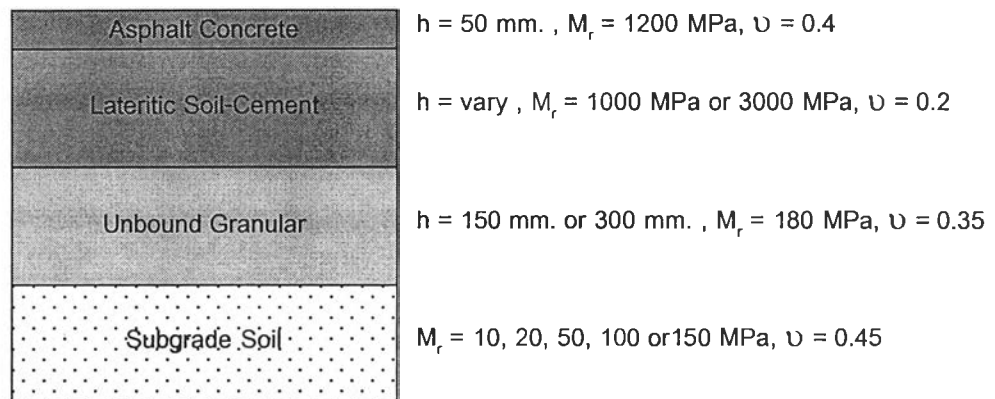 Asphalt Concrete
h = 50 mm. , Mr = 1200 MPa, υ = 0.4
Lateritic Soil-Cement
h = vary , Mr = 1000 MPa or 3000 MPa, υ = 0.2
Unbound Granular
h = 150 mm. or 300 mm. , Mr = 180 MPa, υ = 0.35
Subgrade Soil
Mr = 10, 20, 50, 100 or150 MPa, υ = 0.45